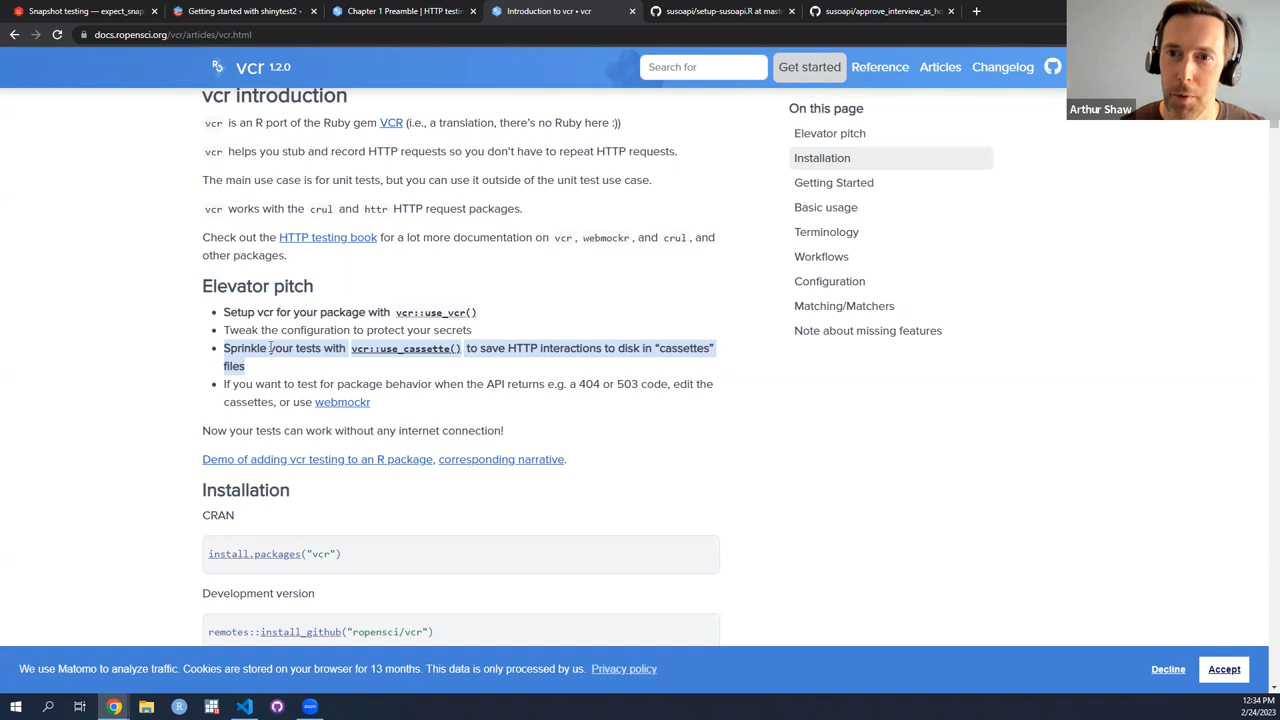 Snapshot testing • expect_snap
Getting started with shinytest2
Chapter 1 Preamble | HTTP testin
Introduction to vcr • vcr
susoapi/setup-susoapi.R at maste
susoapi/approve_interview_as_ho
docs.ropensci.org/vcr/articles/vcr.html
vcr 1.2.0
Search for
Get started
Reference
Articles
Changelog
Arthur Shaw
vcr introduction
vcr is an R port of the Ruby gem VCR (i.e., a translation, there's no Ruby here :))
vcr helps you stub and record HTTP requests so you don't have to repeat HTTP requests.
The main use case is for unit tests, but you can use it outside of the unit test use case.
vcr works with the crul and httr HTTP request packages.
Check out the HTTP testing book for a lot more documentation on vcr, webmockr, and crul, and
other packages.
Elevator pitch
• Setup vcr for your package with vcr::use_vcr()
• Tweak the configuration to protect your secrets
• Sprinkle your tests with vcr::use_cassette() to save HTTP interactions to disk in "cassettes"
files
• If you want to test for package behavior when the API returns e.g. a 404 or 503 code, edit the
cassettes, or use webmockr
Now your tests can work without any internet connection!
Demo of adding vcr testing to an R package, corresponding narrative.
Installation
CRAN
install.packages("vcr")
Development version
remotes::install_github("ropensci/vcr")
On this page
Elevator pitch
Installation
Getting Started
Basic usage
Terminology
Workflows
Configuration
Matching/Matchers
Note about missing features
We use Matomo to analyze traffic. Cookies are stored on your browser for 13 months. This data is only processed by us. Privacy policy
Decline
Accept
zoom
12:34 PM
2/24/2023